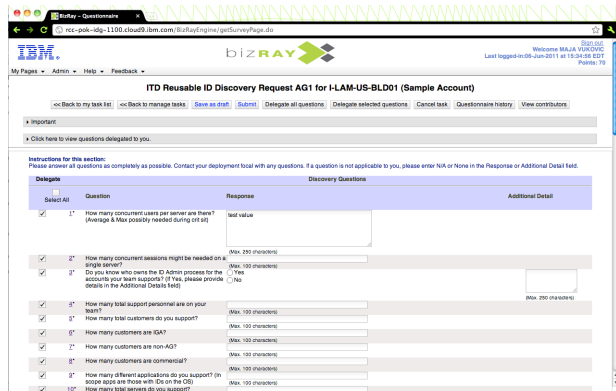 BizRay – Questionnaire
rcc-pok-idg-1100.cloud9.ibm.com/BizRayEngine/getSurveyPage.do
IBM.
bizRAY
Sign out
Welcome MAJA VUKOVIC
Last logged-in:06-Jun-2011 at 15:34:56 EDT
Points: 70
My Pages Admin Help Feedback
ITD Reusable ID Discovery Request AG1 for I-LAM-US-BLD01 (Sample Account)
<< Back to my task list << Back to manage tasks Save as draft Submit Delegate all questions Delegate selected questions Cancel task Questionnaire history View contributors
Important
Click here to view questions delegated to you.
Instructions for this section:
Please answer all questions as completely as possible. Contact your deployment focal with any questions. If a question is not applicable to you, please enter N/A or None in the Response or Additional Detail field.
Delegate Discovery Questions
Select All Question Response Additional Detail
1* How many concurrent users per server are there? test value
(Average & Max possibly needed during crit sit)
(Max. 250 characters)
2* How many concurrent sessions might be needed on a
single server? (Max. 100 characters)
3* Do you know who owns the ID Admin process for the Yes
accounts your team supports? (If Yes, please provide No
details in the Additional Details field)
(Max. 250 characters)
4* How many total support personnel are on your
team? (Max. 100 characters)
5* How many total customers do you support?
(Max. 100 characters)
6* How many customers are IGA?
(Max. 100 characters)
7* How many customers are non-AG?
(Max. 100 characters)
8* How many customers are commercial?
(Max. 100 characters)
9* How many different applications do you support? (In
scope apps are those with IDs on the OS) (Max. 100 characters)
10* How many total servers do you support?